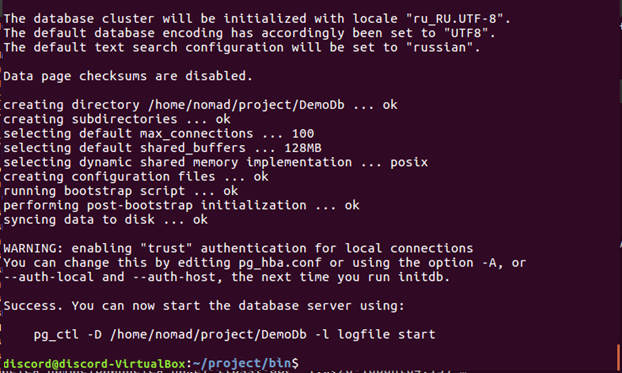 The database cluster will be initialized with locale "ru_RU.UTF-8".
The default database encoding has accordingly been set to "UTF8".
The default text search configuration will be set to "russian".
Data page checksums are disabled.
creating directory /home/nomad/project/DemoDb ... ok
creating subdirectories ... ok
selecting default max_connections ... 100
selecting default shared_buffers ... 128MB
selecting dynamic shared memory implementation ... posix
creating configuration files ... ok
running bootstrap script ... ok
performing post-bootstrap initialization ... ok
syncing data to disk ... ok
WARNING: enabling "trust" authentication for local connections
You can change this by editing pg_hba.conf or using the option -A, or
--auth-local and --auth-host, the next time you run initdb.
Success. You can now start the database server using:
pg_ctl -D /home/nomad/project/DemoDb -l logfile start
discord@discord-VirtualBox:~/project/bin$